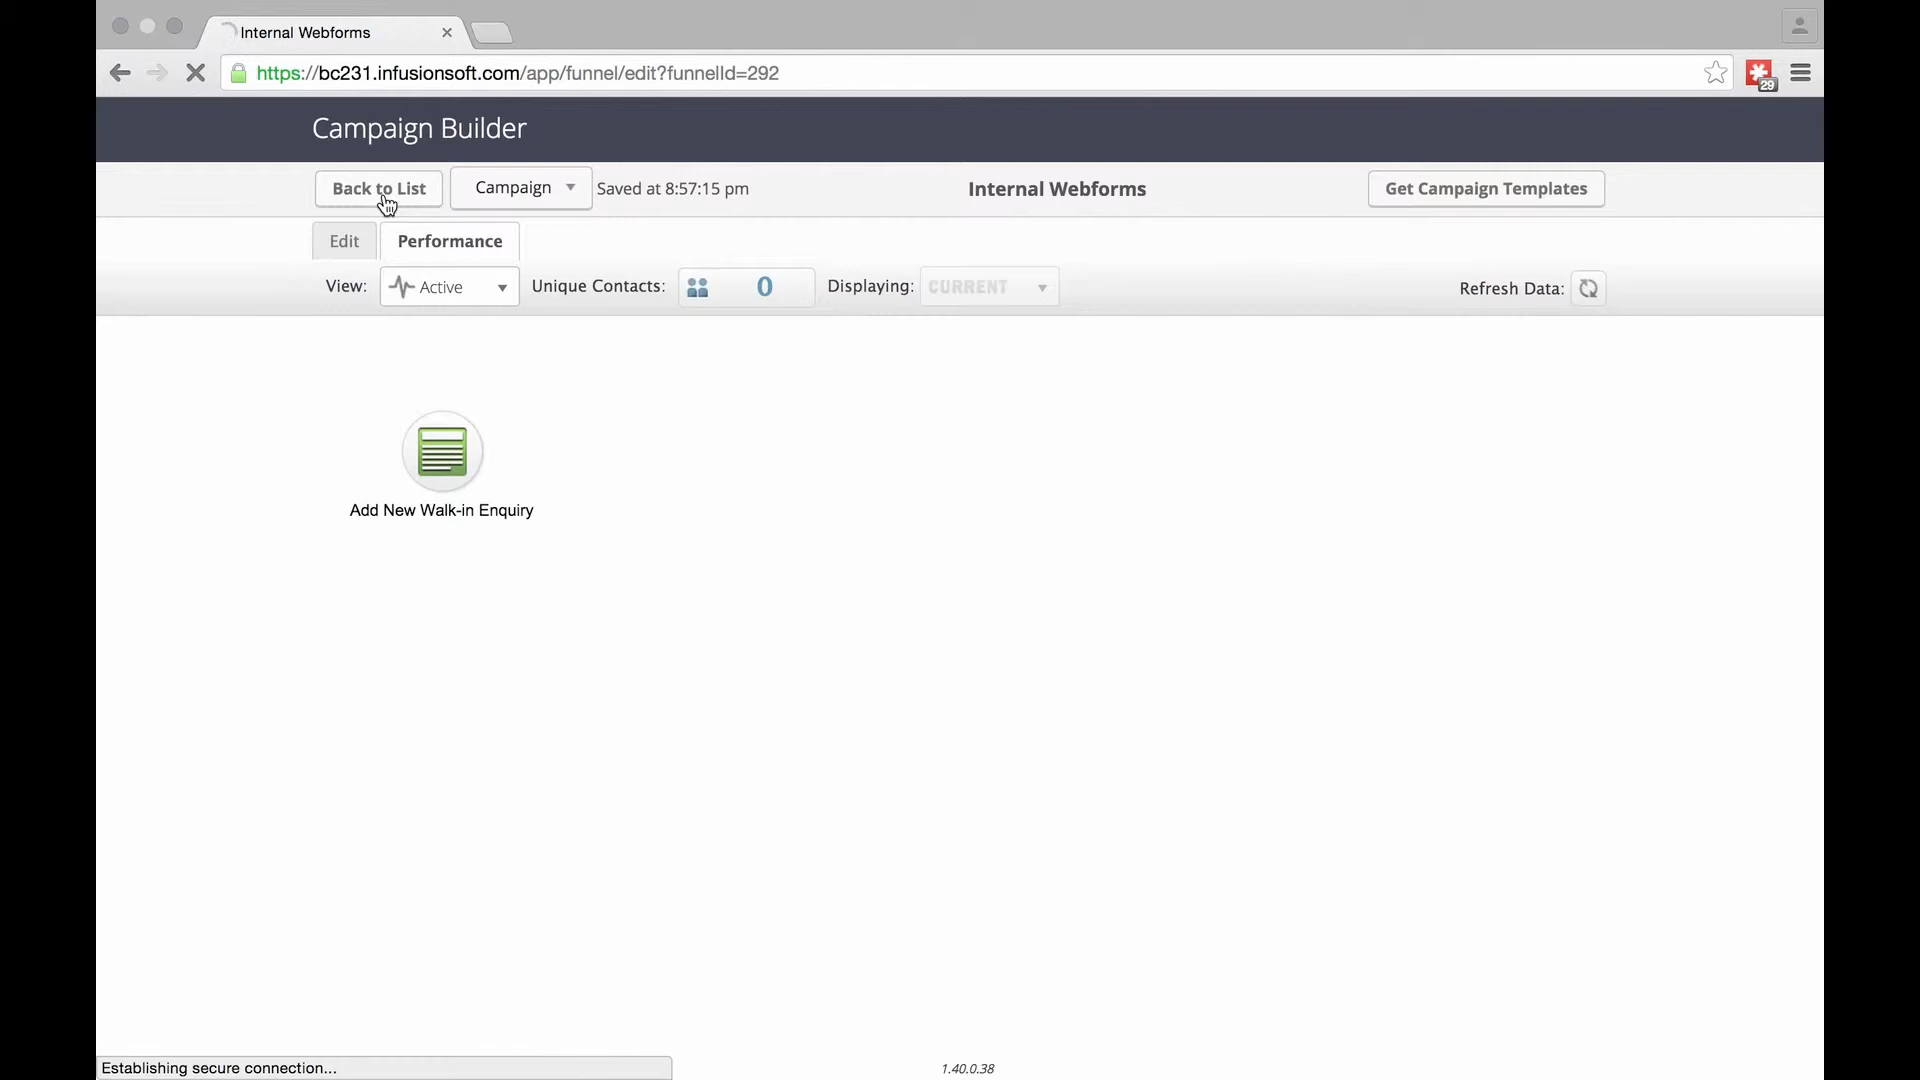 Internal Webforms
https://bc231.infusionsoft.com/app/funnel/edit?funnelId=292
29
Campaign Builder
Back to List Campaign Saved at 8:57:15 pm Internal Webforms Get Campaign Templates
Edit Performance
View: Active Unique Contacts: 0 Displaying: CURRENT Refresh Data:
Add New Walk-in Enquiry
Establishing secure connection... 1.40.0.38